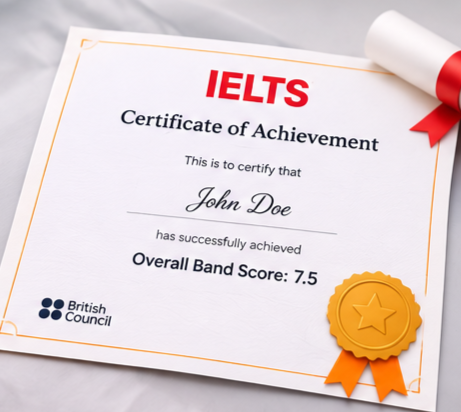 IELTS
Certificate of Achievement
This is to certify that
John Doe
has successfully achieved
Overall Band Score: 7.5
British
Council